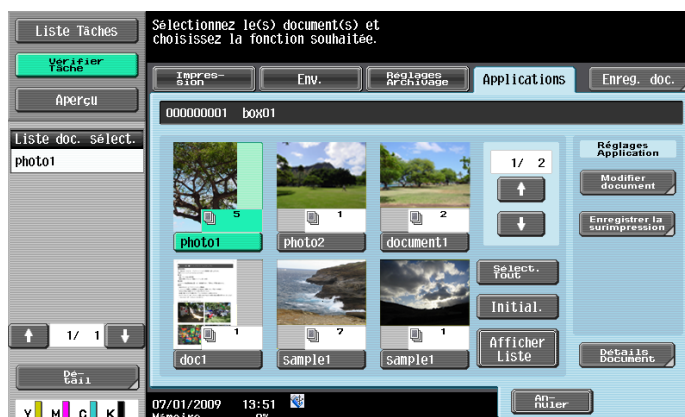 Liste Tâches
Sélectionnez le(s) document(s) et
choisissez la fonction souhaitée.
Vérifier
Tâche
Aperçu
Impres-
sion
Env.
Réglages
Archivage
Applications
Enreg. doc.
000000001 box01
Liste doc. sélect.
photo1
5
photo1
1
photo2
2
document1
1/ 2
Réglages
Application
Modifier
document
Enregistrer la
surimpression
Sélect.
Tout
Initial.
Afficher
Liste
1
doc1
7
sample1
1
sample1
Détails
Document
1/ 1
Dé-
tail
An-
nuler
Y M C K
07/01/2009 13:51
Mémoire 0%